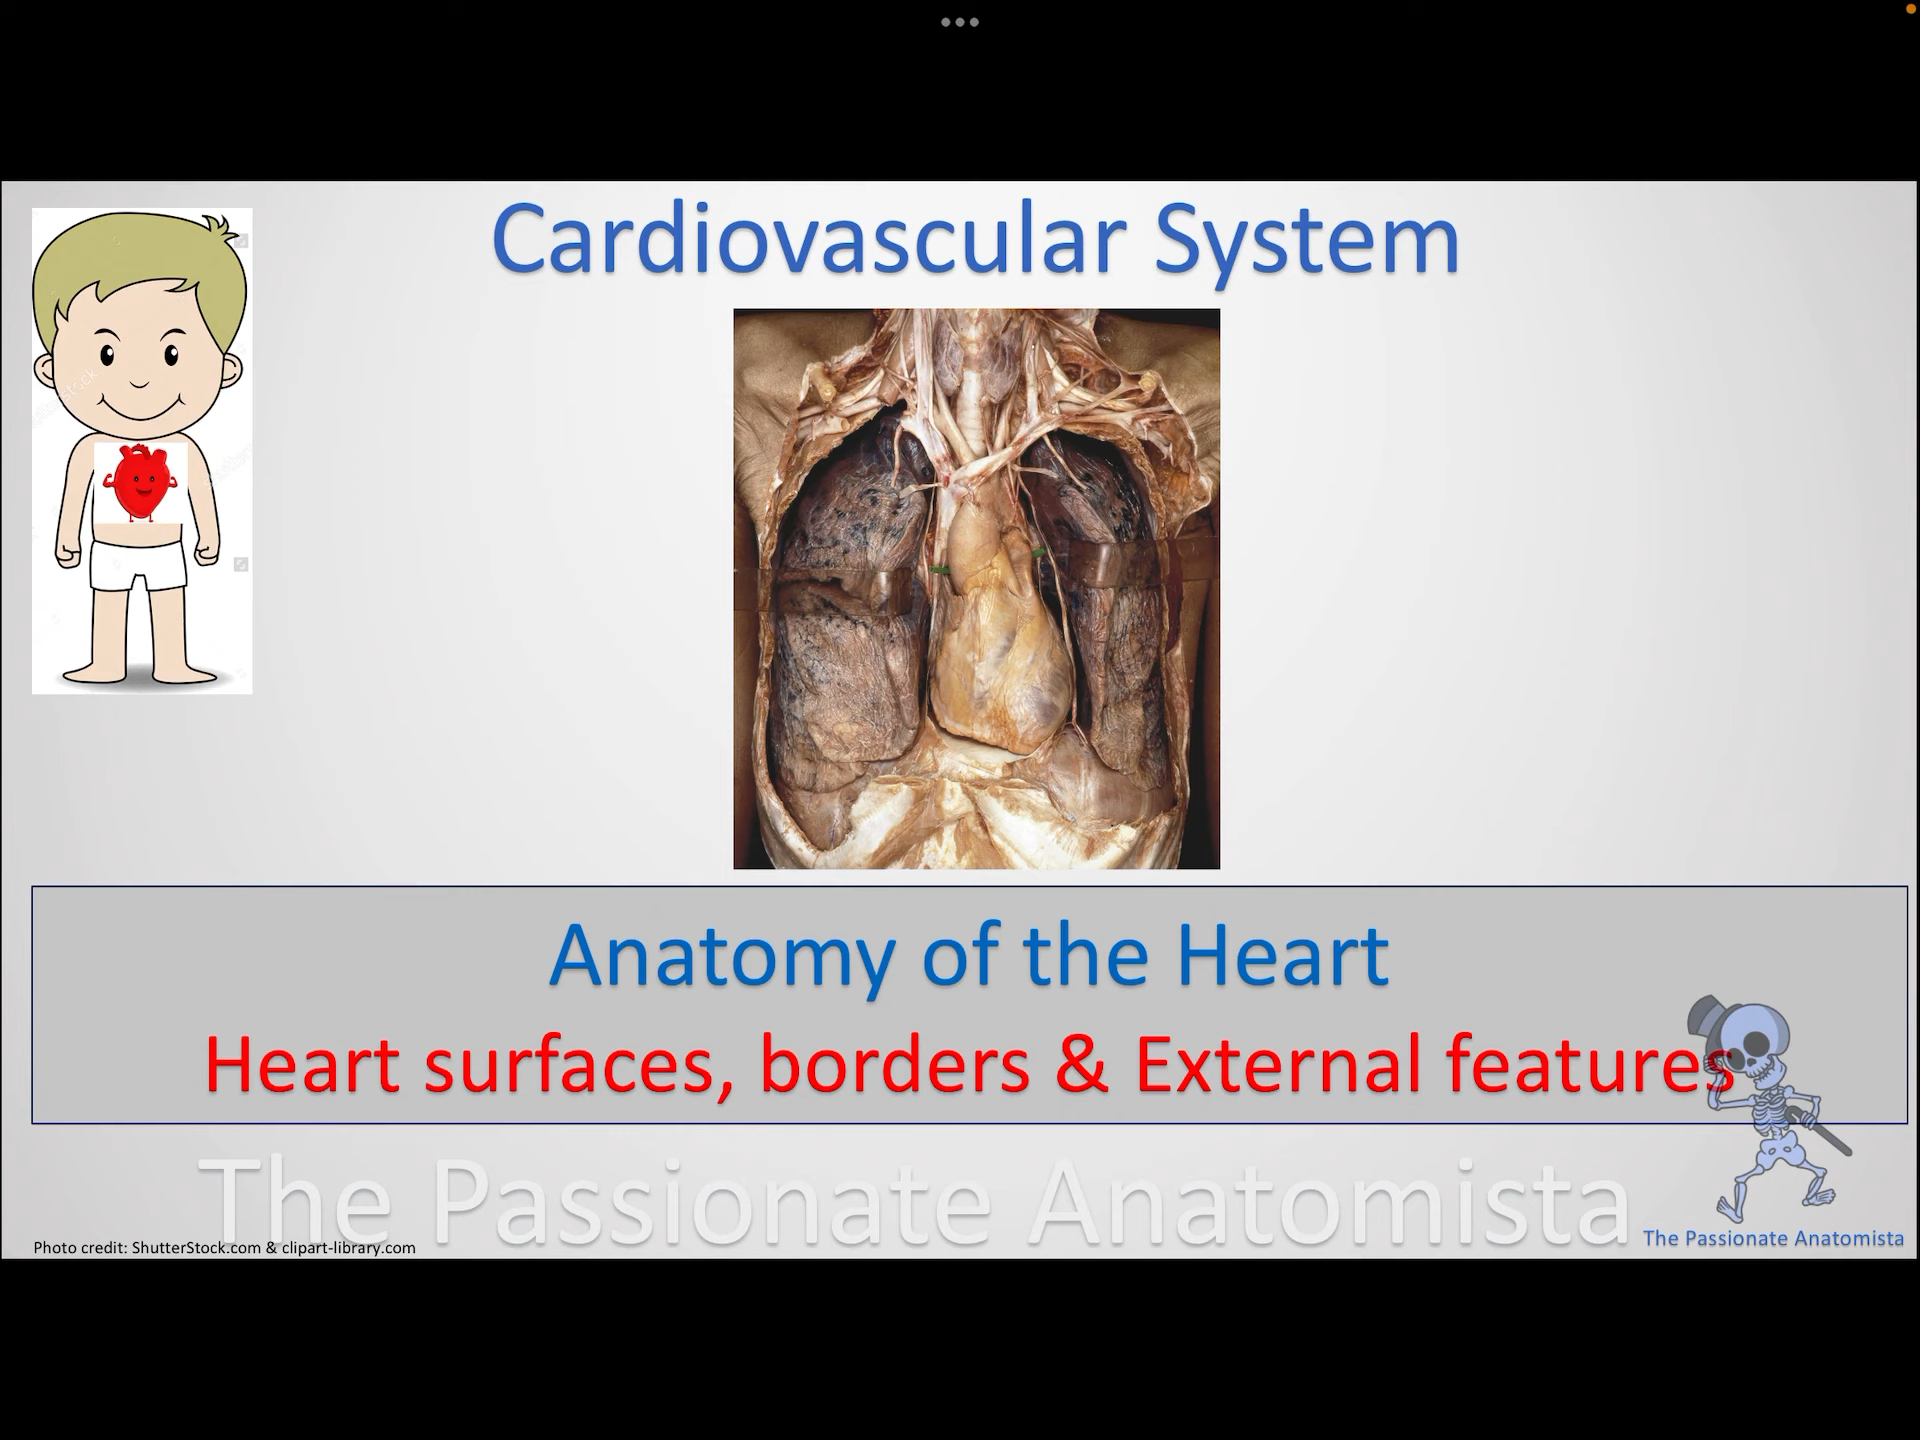 Cardiovascular System
Anatomy of the Heart
Heart surfaces, borders & External features
The Passionate Anatomista
Photo credit: ShutterStock.com & clipart-library.com
The Passionate Anatomista